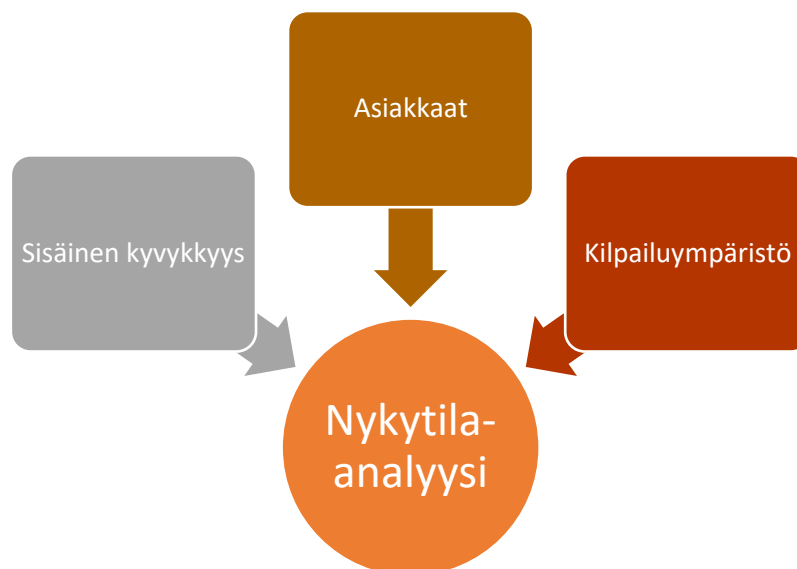 Asiakkaat
Sisäinen kyvykkyys
Kilpailuympäristö
Nykytila-
analyysi